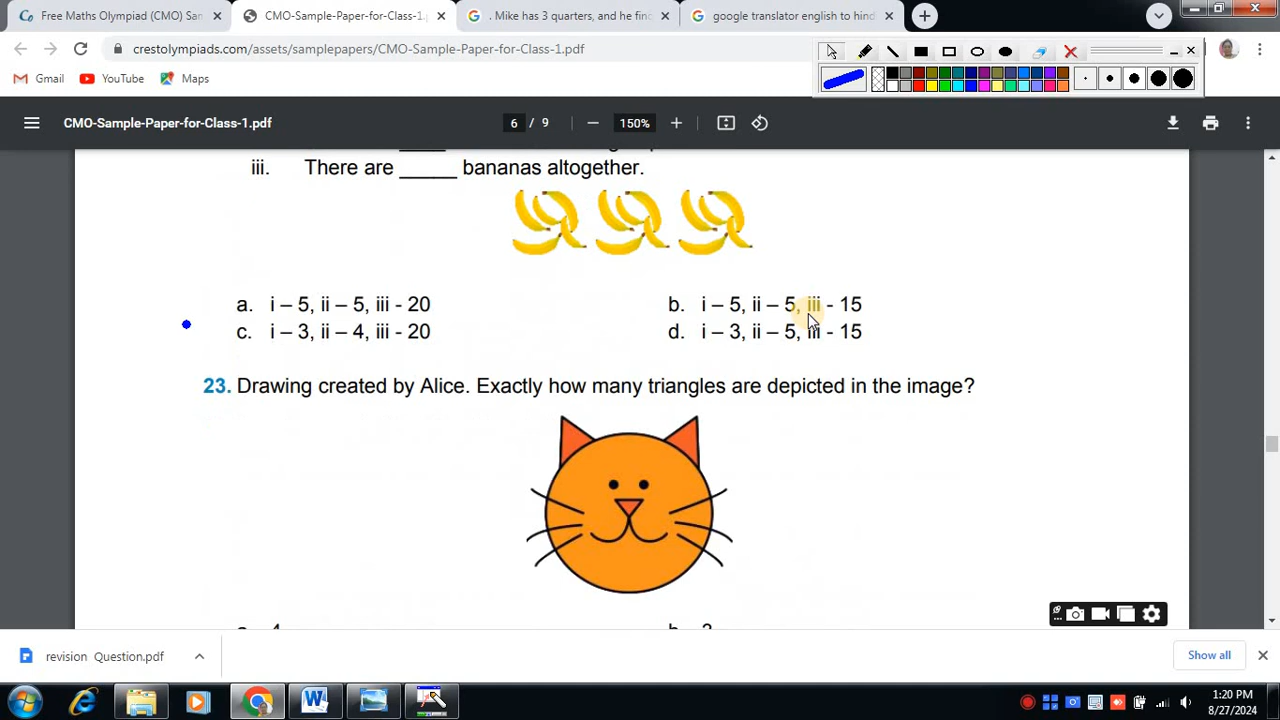 Free Maths Olympiad (CMO) Sam
CMO-Sample-Paper-for-Class-1.p
. Mike has 3 quarters, and he find
google translator english to hind
crestolympiads.com/assets/samplepapers/CMO-Sample-Paper-for-Class-1.pdf
Gmail YouTube Maps
CMO-Sample-Paper-for-Class-1.pdf 6 / 9 150%
iii. There are _____ bananas altogether.
a. i – 5, ii – 5, iii - 20 b. i – 5, ii – 5, iii - 15
c. i – 3, ii – 4, iii - 20 d. i – 3, ii – 5, iii - 15
23. Drawing created by Alice. Exactly how many triangles are depicted in the image?
revision Question.pdf Show all
1:20 PM
8/27/2024